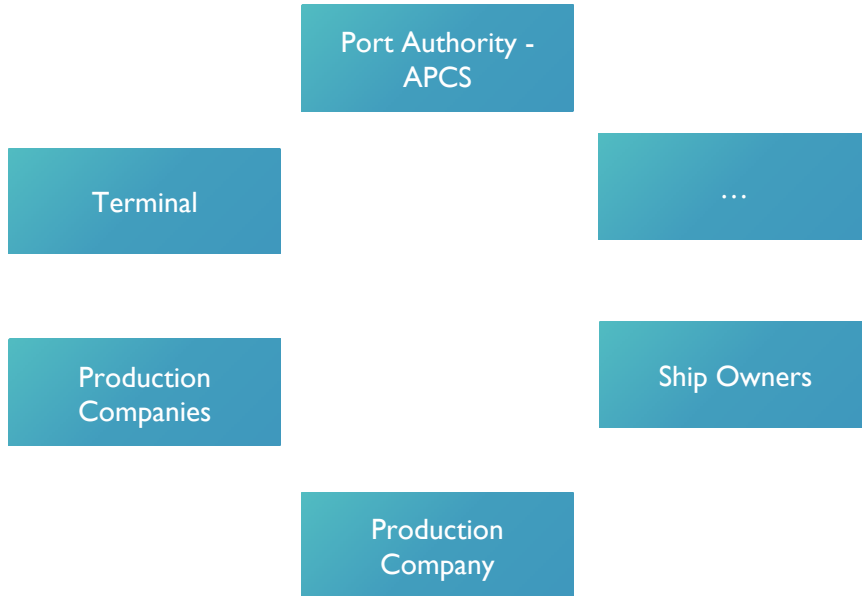 Port Authority -
APCS
Terminal
…
Production
Companies
Ship Owners
Production
Company